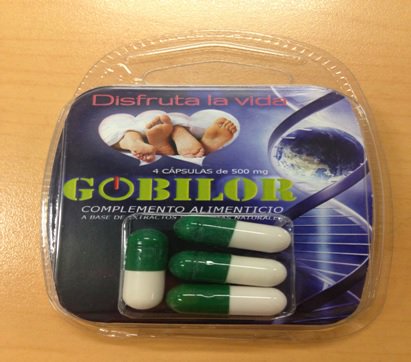 Disfruta la vida
4 CÁPSULAS de 500 mg
GOBILOR
COMPLEMENTO ALIMENTICIO
A BASE DE EXTRACTOS NATURALES